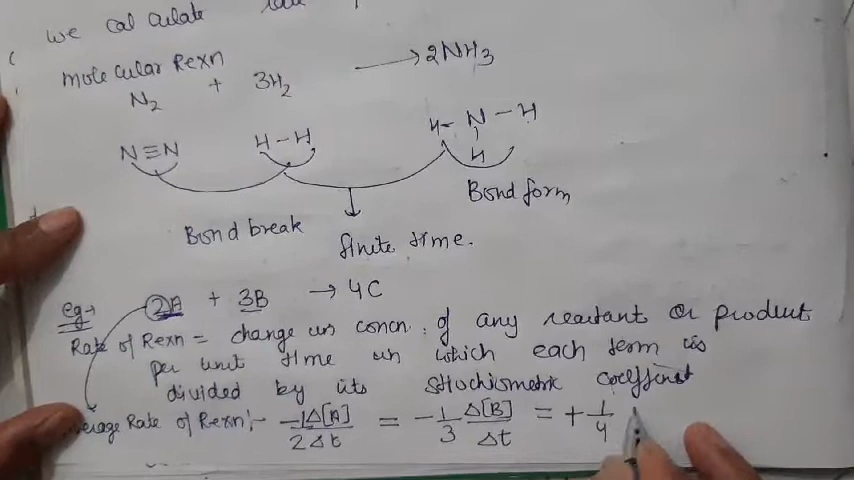 we calculate
molecular Rexn
N₂ + 3H₂ → 2NH₃
N≡N H-H H-N-H
H
Bond break Bond form
finite time.
eg→ 2A + 3B → 4C
Rate of Rexn = change in concn. of any reactant or product
per unit time in which each term is
divided by its
Average Rate of Rexn:- -1Δ[A]/2Δt = -1/3 Δ[B]/Δt = +1/4